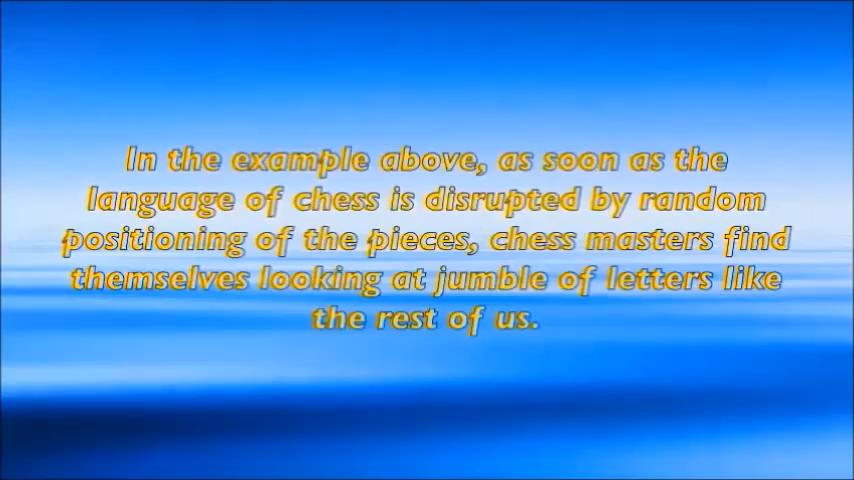 In the example above, as soon as the
language of chess is disrupted by random
positioning of the pieces, chess masters find
themselves looking at jumble of letters like
the rest of us.